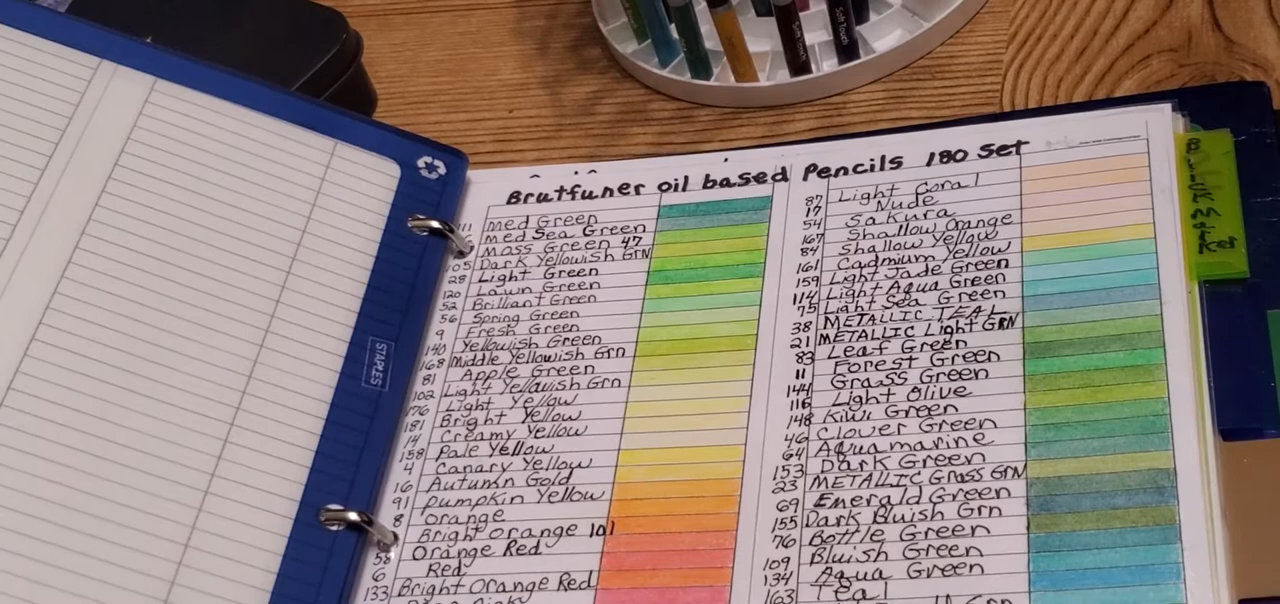 Soft Touch
Soft Touch
STAPLES
Brutfuner oil based Pencils 180 Set
11 Med Green
Med Sea Green
Moss Green 47
105 Dark Yellowish GRN
28 Light Green
120 Lawn Green
52 Brilliant Green
56 Spring Green
9 Fresh Green
140 Yellowish Green
168 Middle Yellowish Grn
81 Apple Green
102 Light Yellowish Grn
176 Light Yellow
181 Bright Yellow
14 Creamy Yellow
158 Pale Yellow
4 Canary Yellow
16 Autumn Gold
91 Pumpkin Yellow
8 Orange
Bright Orange 101
58 Orange Red
6 Red
133 Bright Orange Red
87 Light Coral
17 Nude
54 Sakura
167 Shallow Orange
84 Shallow Yellow
161 Cadmium Yellow
159 Light Jade Green
114 Light Aqua Green
75 Light Sea Green
38 METALLIC TEAL
21 METALLIC Light GRN
83 Leaf Green
11 Forest Green
144 Grass Green
116 Light Olive
148 Kiwi Green
46 Clover Green
64 Aquamarine
153 Dark Green
23 METALLIC Grass GRN
69 Emerald Green
155 Dark Bluish Grn
76 Bottle Green
109 Bluish Green
134 Aqua Green
163 Teal